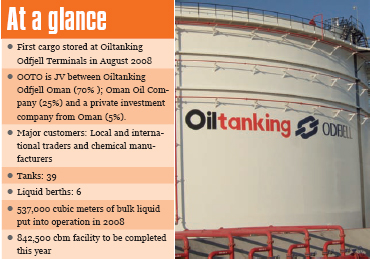 At a glance
First cargo stored at Oiltanking
Odfjell Terminals in August 2008
OOTO is JV between Oiltanking
Odfjell Oman (70% ); Oman Oil Com-
pany (25%) and a private investment
company from Oman (5%).
Major customers: Local and interna-
tional traders and chemical manu-
facturers
Tanks: 39
Liquid berths: 6
537,000 cubic meters of bulk liquid
put into operation in 2008
842,500 cbm facility to be completed
this year
Oiltanking ODFJELL